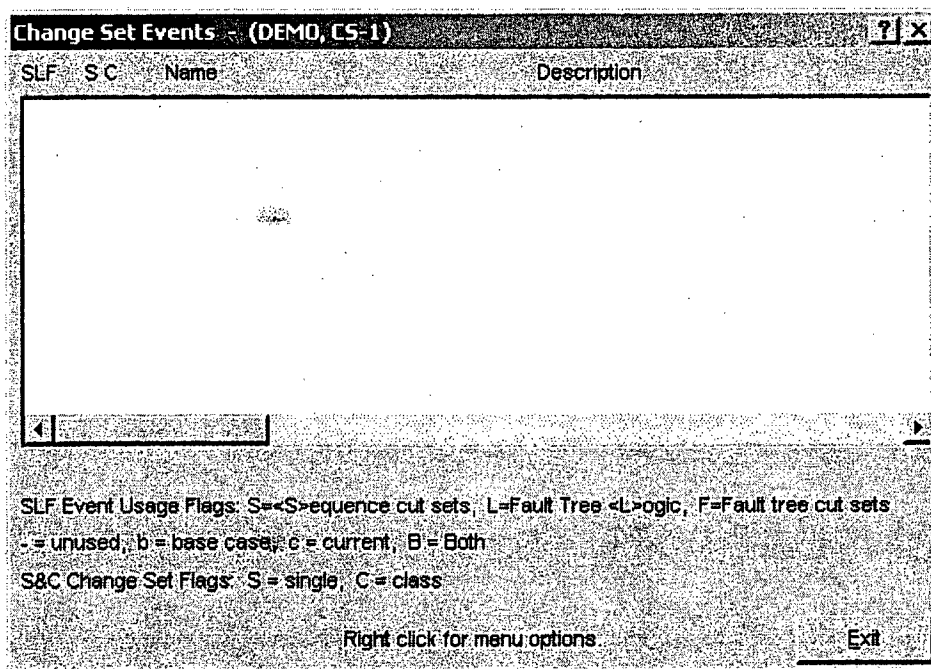 Change Set Events - (DEMO, CS-1)
SLF S C Name Description
SLF Event Usage Flags: S=<S>equence cut sets, L=Fault Tree <L>ogic, F=Fault tree cut sets
- = unused, b = base case, c = current, B = Both
S&C Change Set Flags: S = single, C = class
Right click for menu options
Exit